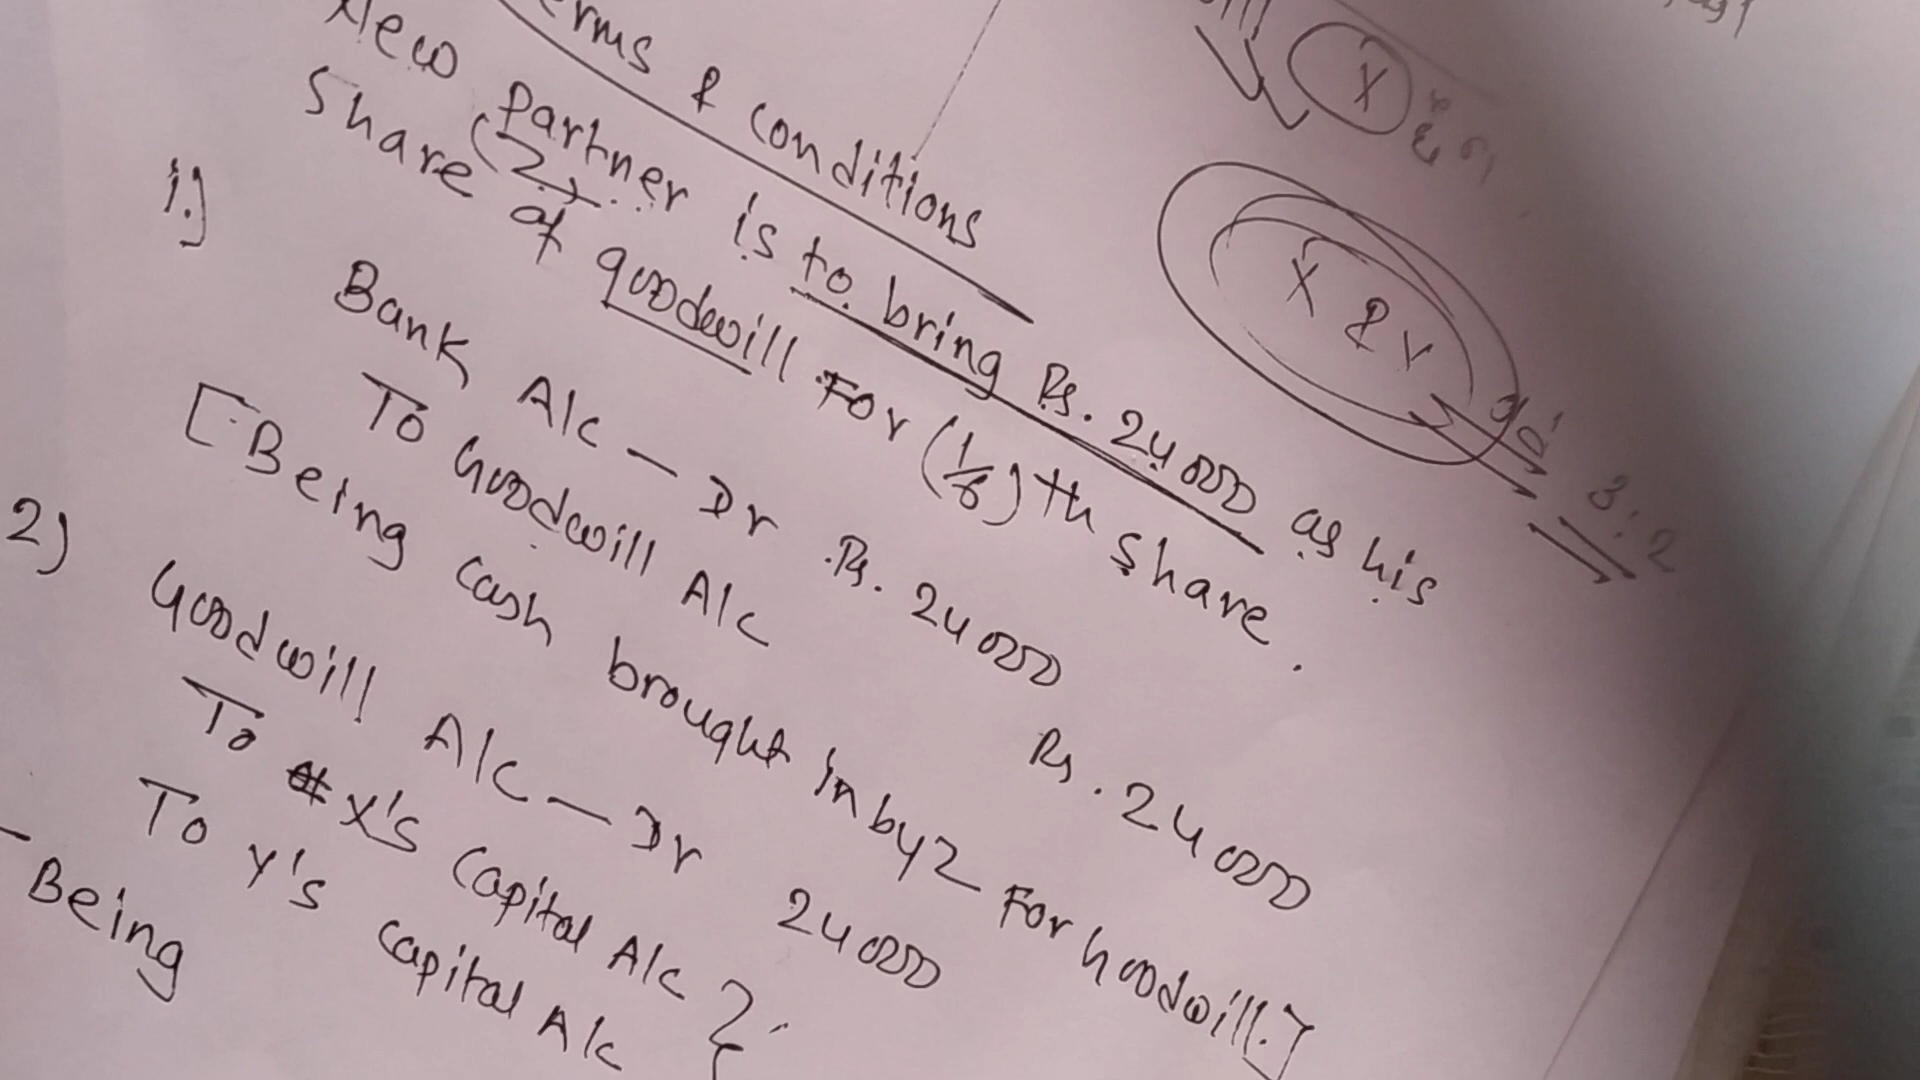 erms & conditions
New partner is to bring Rs. 24000 as his
(Z)
Share of goodwill For (1/6)th share.
1.)
Bank A/c — Dr Rs. 24000
To Goodwill A/c Rs. 24000
[Being cash brought in by Z For Goodwill.]
2)
Goodwill A/c — Dr 24000
To X's capital A/c
To Y's capital A/c
Being
X
X & Y
3:2